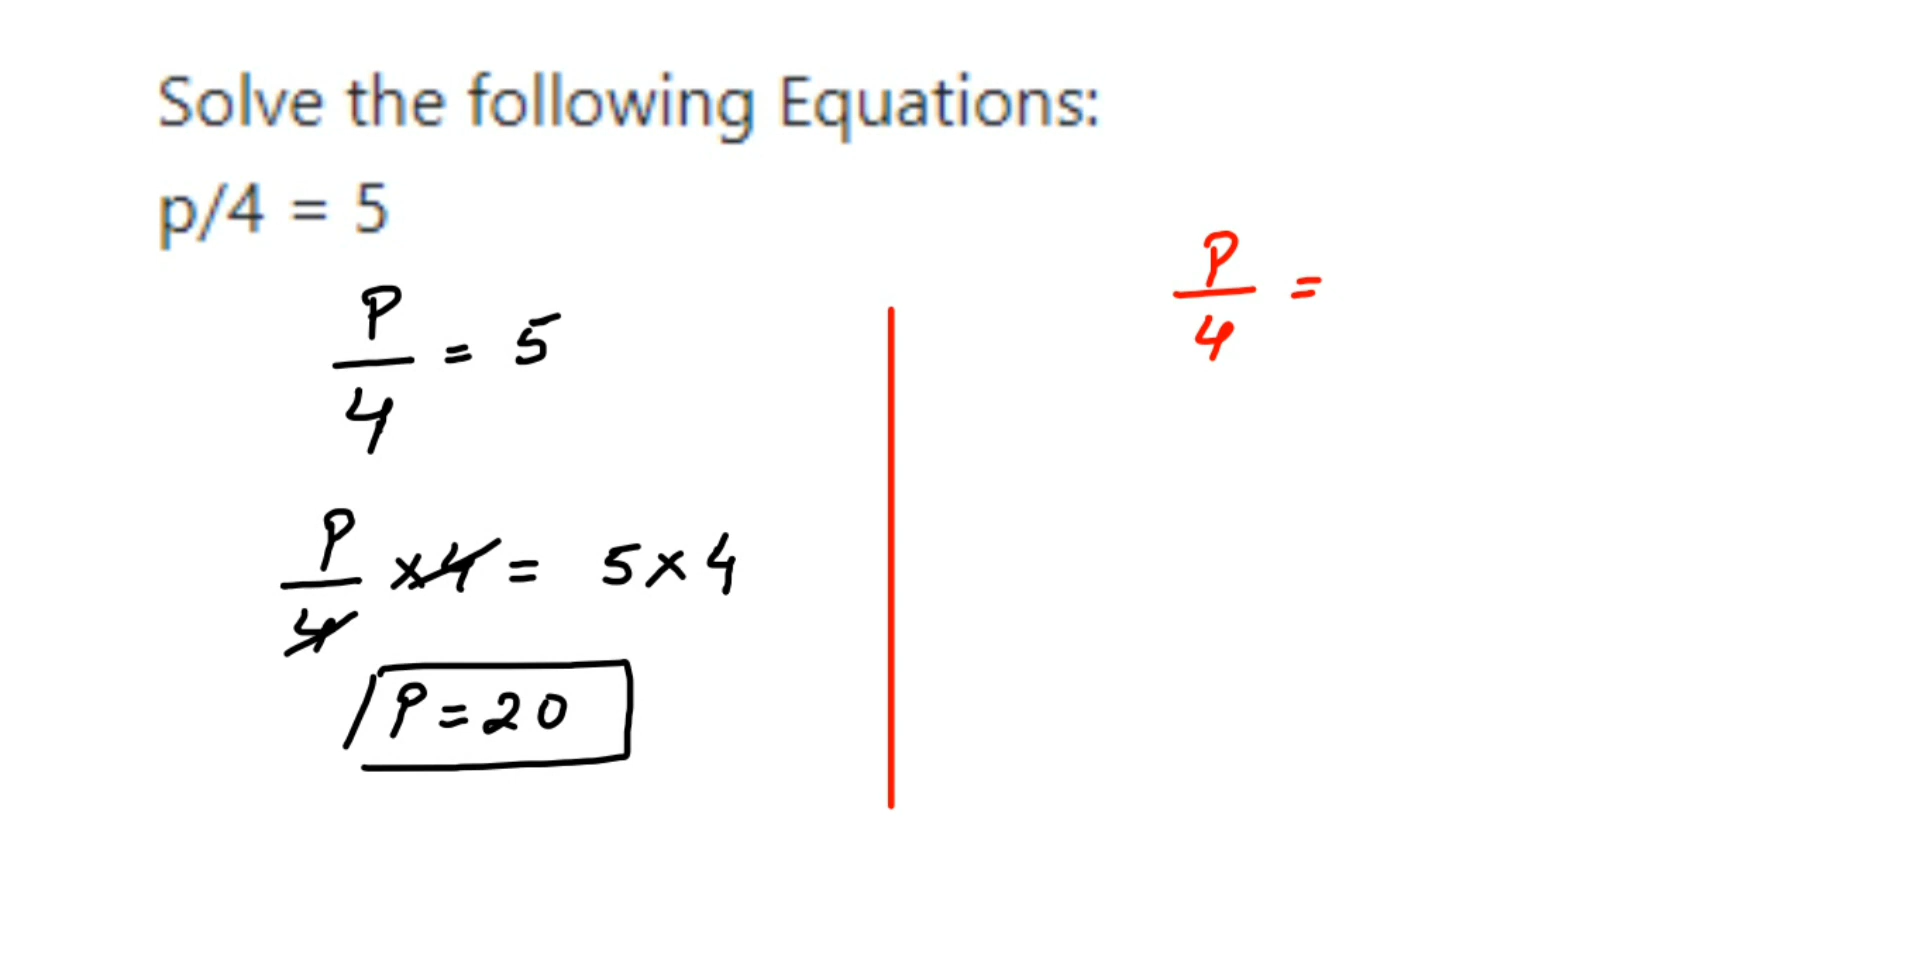 Solve the following Equations:
p/4 = 5
P/4 = 5
P/4 ×4 = 5×4
P=20
P/4 =